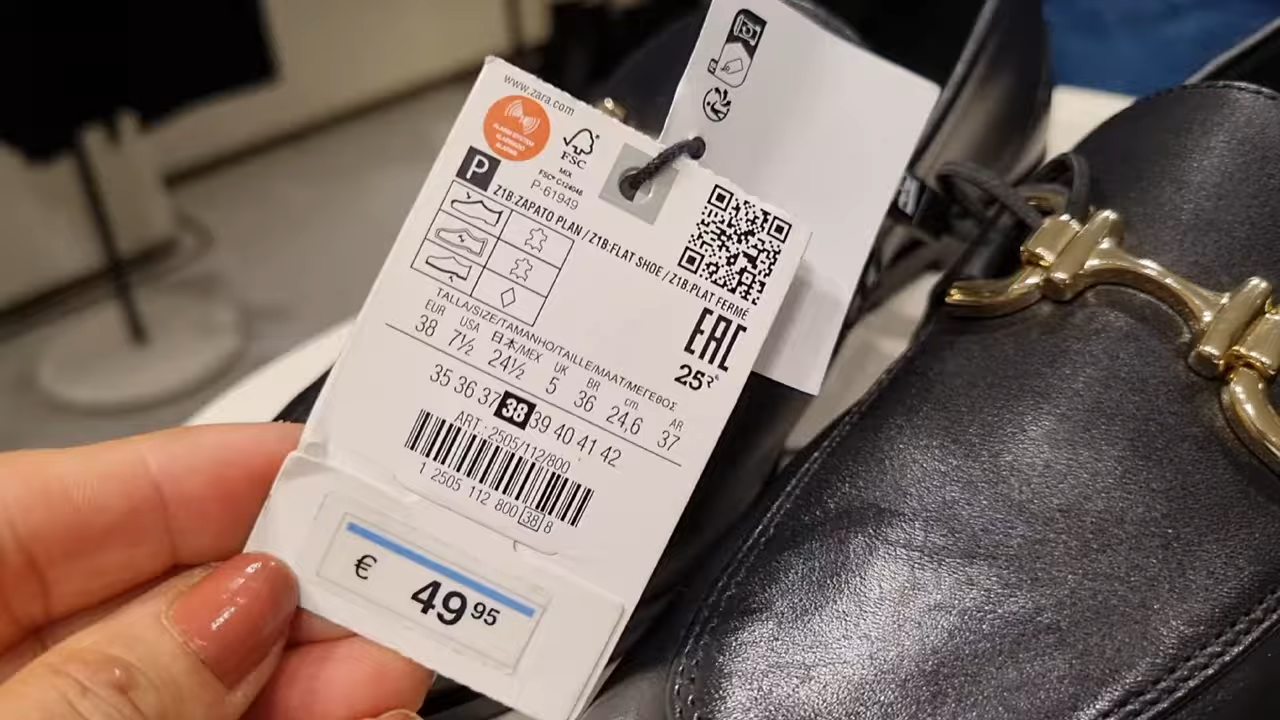 www.zara.com
ALARM SYSTEM
FSC
MIX
FSC® C124046
P-61949
P
Z1B:ZAPATO PLAN / Z1B:FLAT SHOE / Z1B:PLAT FERMÉ
EAC
TALLA/SIZE/TAMANHO/TAILLE/MAAT/ΜΕΓΕΘΟΣ
EUR USA 日本/MEX UK BR cm. AR
38 7½ 24½ 5 36 24,6 37
35 36 37 38 39 40 41 42
ART.: 2505/112/800
1 2505 112 800 38 8
€ 49 95